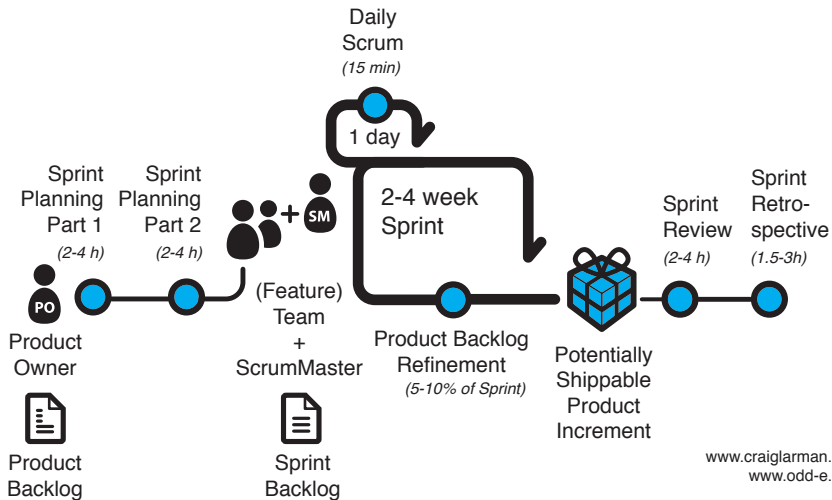 Daily
Scrum
(15 min)
1 day
Sprint
Planning
Part 1
(2-4 h)
Sprint
Planning
Part 2
(2-4 h)
SM
2-4 week
Sprint
Sprint
Review
(2-4 h)
Sprint
Retro-
spective
(1.5-3h)
PO
Product
Owner
(Feature)
Team
+
ScrumMaster
Product Backlog
Refinement
(5-10% of Sprint)
Potentially
Shippable
Product
Increment
Product
Backlog
Sprint
Backlog
www.craiglarman.
www.odd-e.